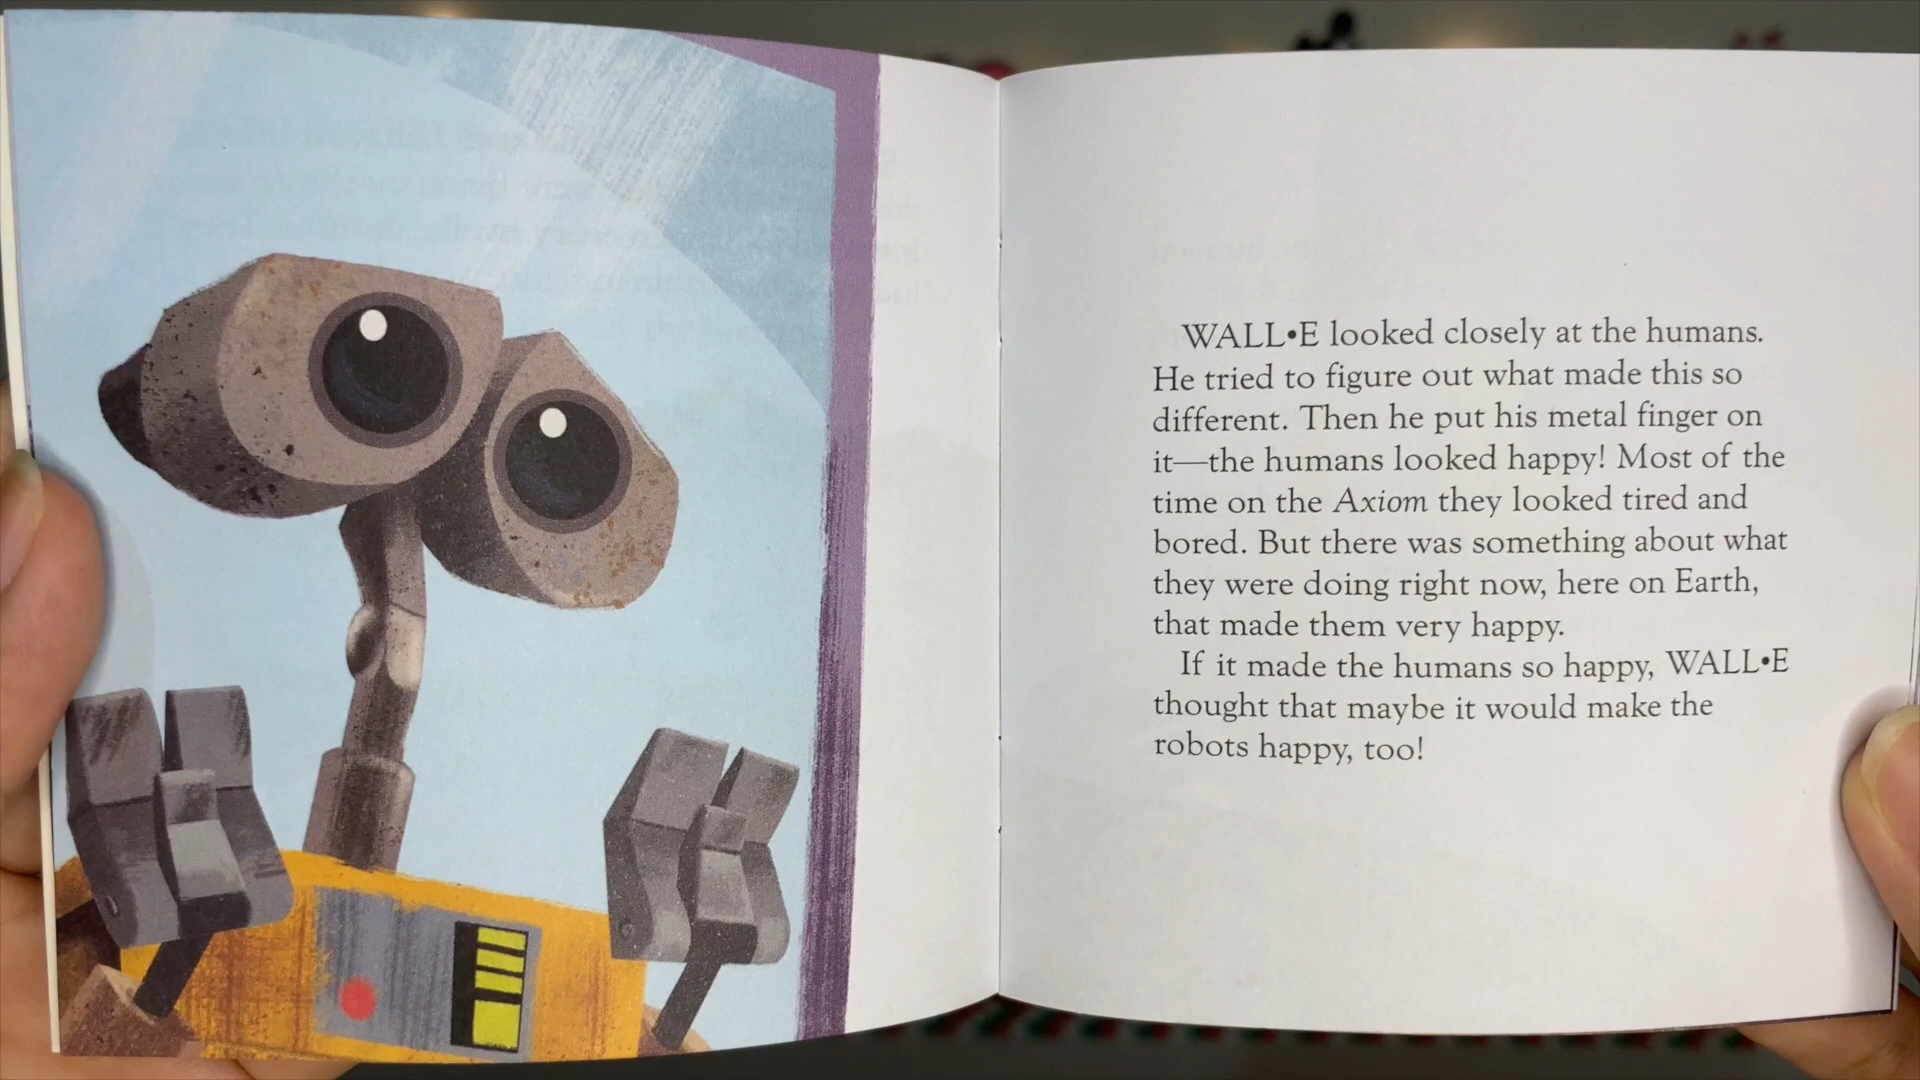 WALL•E looked closely at the humans.
He tried to figure out what made this so
different. Then he put his metal finger on
it—the humans looked happy! Most of the
time on the Axiom they looked tired and
bored. But there was something about what
they were doing right now, here on Earth,
that made them very happy.
If it made the humans so happy, WALL•E
thought that maybe it would make the
robots happy, too!